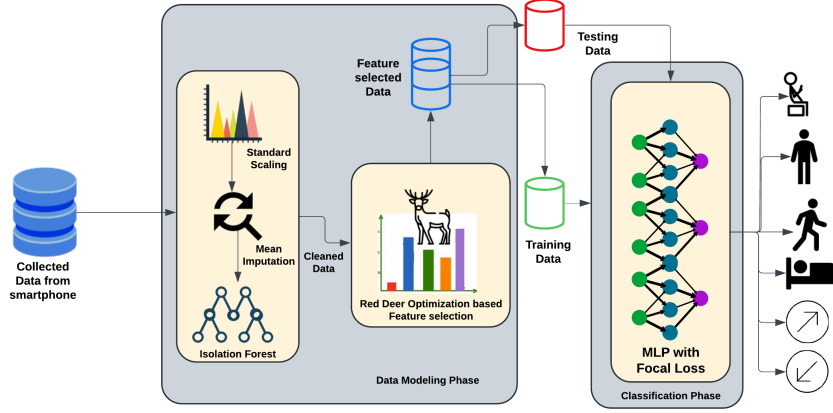 Collected
Data from
smartphone
Standard
Scaling
Mean
Imputation
Isolation Forest
Cleaned
Data
Feature
selected
Data
Red Deer Optimization based
Feature selection
Data Modeling Phase
Testing
Data
Training
Data
MLP with
Focal Loss
Classification Phase